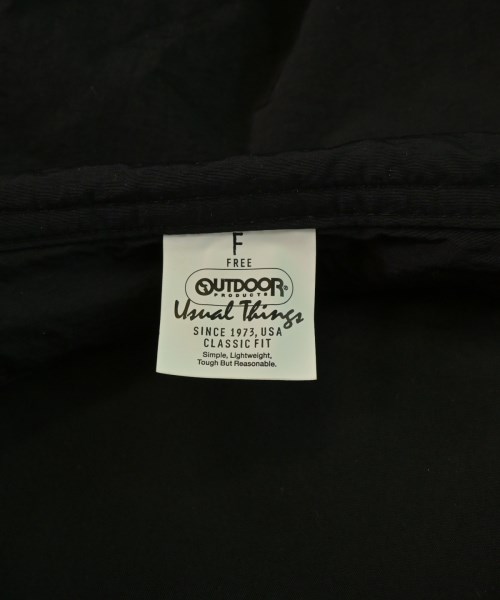 F
FREE
OUTDOOR®
PRODUCTS
Usual Things
SINCE 1973, USA
CLASSIC FIT
Simple, Lightweight,
Tough But Reasonable.